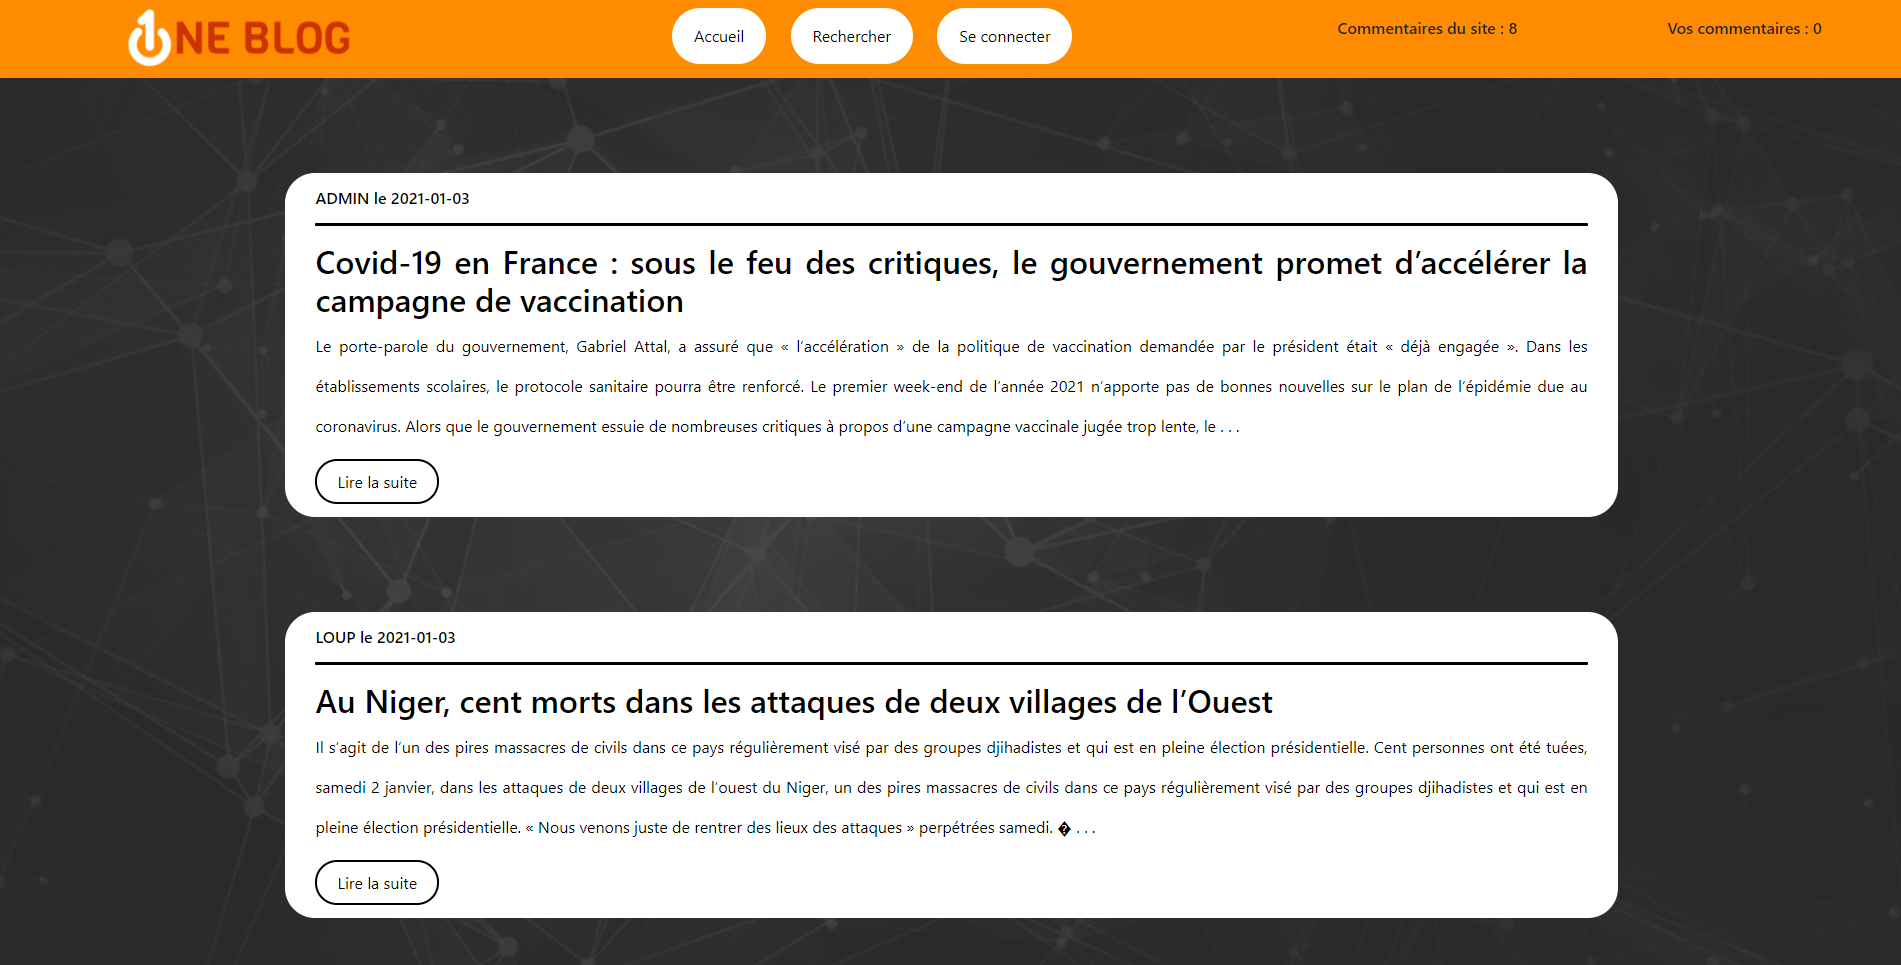 1NE BLOG
Accueil
Rechercher
Se connecter
Commentaires du site : 8
Vos commentaires : 0
ADMIN le 2021-01-03
Covid-19 en France : sous le feu des critiques, le gouvernement promet d’accélérer la
campagne de vaccination
Le porte-parole du gouvernement, Gabriel Attal, a assuré que « l’accélération » de la politique de vaccination demandée par le président était « déjà engagée ». Dans les
établissements scolaires, le protocole sanitaire pourra être renforcé. Le premier week-end de l’année 2021 n’apporte pas de bonnes nouvelles sur le plan de l’épidémie due au
coronavirus. Alors que le gouvernement essuie de nombreuses critiques à propos d’une campagne vaccinale jugée trop lente, le . . .
Lire la suite
LOUP le 2021-01-03
Au Niger, cent morts dans les attaques de deux villages de l’Ouest
Il s’agit de l’un des pires massacres de civils dans ce pays régulièrement visé par des groupes djihadistes et qui est en pleine élection présidentielle. Cent personnes ont été tuées,
samedi 2 janvier, dans les attaques de deux villages de l’ouest du Niger, un des pires massacres de civils dans ce pays régulièrement visé par des groupes djihadistes et qui est en
pleine élection présidentielle. « Nous venons juste de rentrer des lieux des attaques » perpétrées samedi. � . . .
Lire la suite